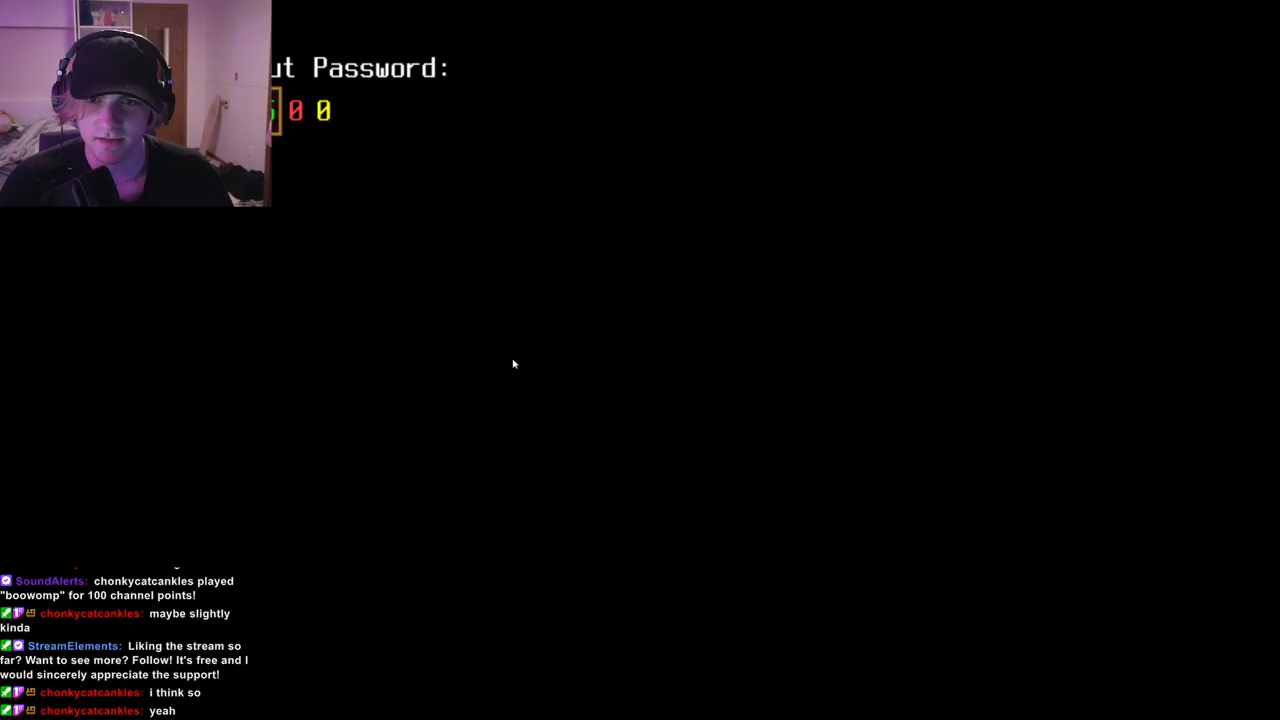 ut Password:
0 0
SoundAlerts: chonkycatcankles played
"boowomp" for 100 channel points!
chonkycatcankles: maybe slightly
kinda
StreamElements: Liking the stream so
far? Want to see more? Follow! It's free and I
would sincerely appreciate the support!
chonkycatcankles: i think so
chonkycatcankles: yeah